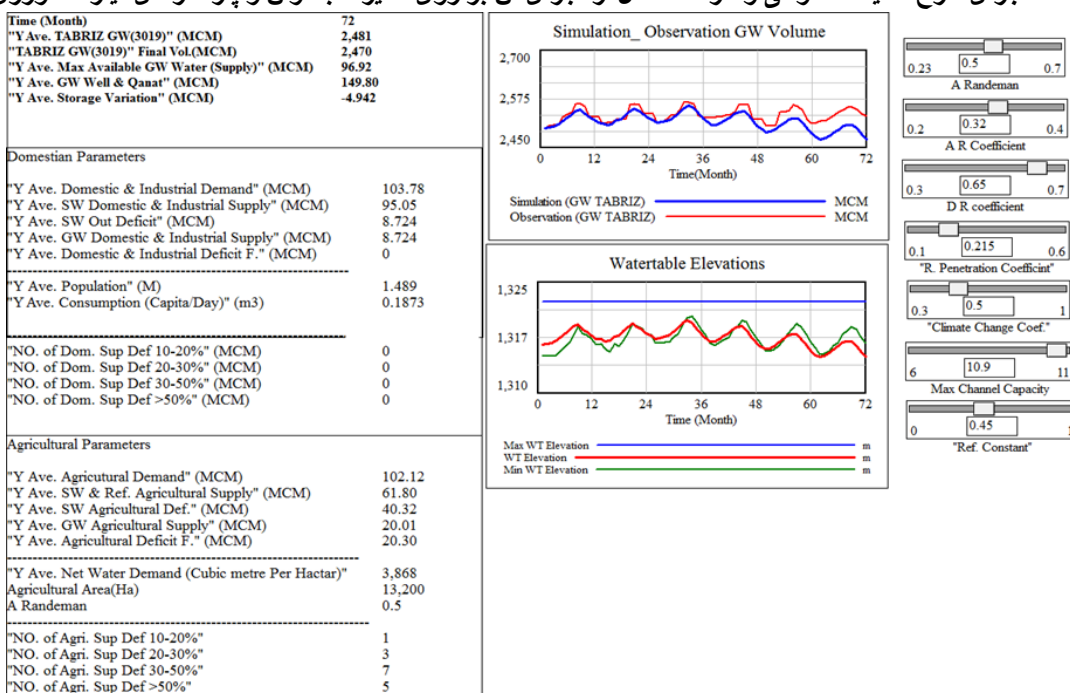 Time (Month) 72
"Y Ave. TABRIZ GW(3019)" (MCM) 2,481
"TABRIZ GW(3019)" Final Vol.(MCM) 2,470
"Y Ave. Max Available GW Water (Supply)" (MCM) 96.92
"Y Ave. GW Well & Qanat" (MCM) 149.80
"Y Ave. Storage Variation" (MCM) -4.942
Domestian Parameters
"Y Ave. Domestic & Industrial Demand" (MCM) 103.78
"Y Ave. SW Domestic & Industrial Supply" (MCM) 95.05
"Y Ave. SW Out Deficit" (MCM) 8.724
"Y Ave. GW Domestic & Industrial Supply" (MCM) 8.724
"Y Ave. Domestic & Industrial Deficit F." (MCM) 0
"Y Ave. Population" (M) 1.489
"Y Ave. Consumption (Capita/Day)" (m3) 0.1873
"NO. of Dom. Sup Def 10-20%" (MCM) 0
"NO. of Dom. Sup Def 20-30%" (MCM) 0
"NO. of Dom. Sup Def 30-50%" (MCM) 0
"NO. of Dom. Sup Def >50%" (MCM) 0
Agricultural Parameters
"Y Ave. Agricutural Demand" (MCM) 102.12
"Y Ave. SW & Ref. Agricultural Supply" (MCM) 61.80
"Y Ave. SW Agricultural Def." (MCM) 40.32
"Y Ave. GW Agricultural Supply" (MCM) 20.01
"Y Ave. Agricultural Deficit F." (MCM) 20.30
"Y Ave. Net Water Demand (Cubic metre Per Hactar)" 3,868
Agricultural Area(Ha) 13,200
A Randeman 0.5
"NO. of Agri. Sup Def 10-20%" 1
"NO. of Agri. Sup Def 20-30%" 3
"NO. of Agri. Sup Def 30-50%" 7
"NO. of Agri. Sup Def >50%" 5
Simulation_ Observation GW Volume
2,700
2,575
2,450
0 12 24 36 48 60 72
Time(Month)
Simulation (GW TABRIZ) MCM
Observation (GW TABRIZ) MCM
Watertable Elevations
1,325
1,317
1,310
0 12 24 36 48 60 72
Time (Month)
Max WT Elevation m
WT Elevation m
Min WT Elevation m
0.23 0.5 0.7
A Randeman
0.2 0.32 0.4
A R Coefficient
0.3 0.65 0.7
D R coefficient
0.1 0.215 0.6
"R. Penetration Coefficint"
0.3 0.5 1
"Climate Change Coef."
6 10.9 11
Max Channel Capacity
0 0.45 1
"Ref. Constant"